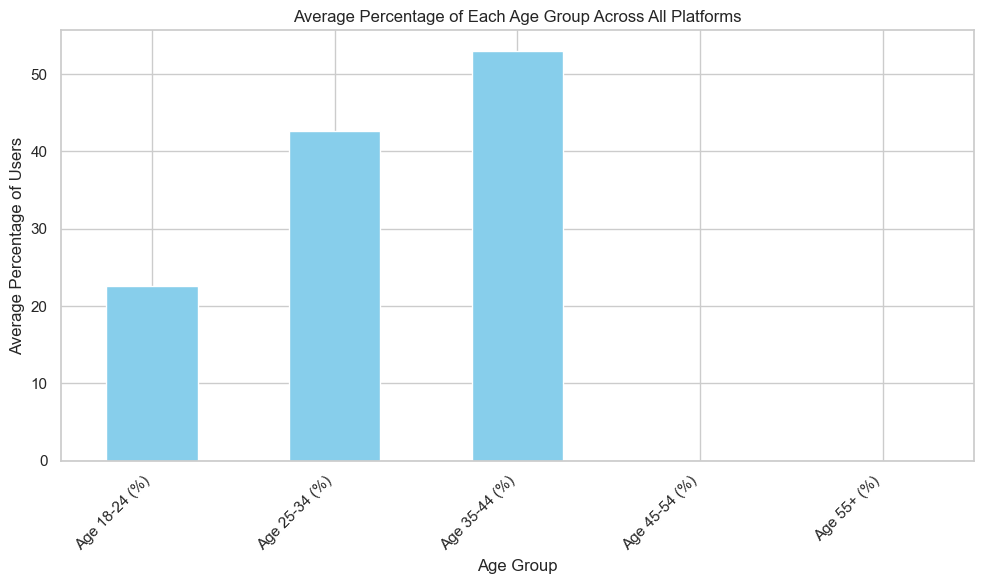 Average Percentage of Each Age Group Across All Platforms
Average Percentage of Users
50
40
30
20
10
0
Age 18-24 (%)
Age 25-34 (%)
Age 35-44 (%)
Age 45-54 (%)
Age 55+ (%)
Age Group